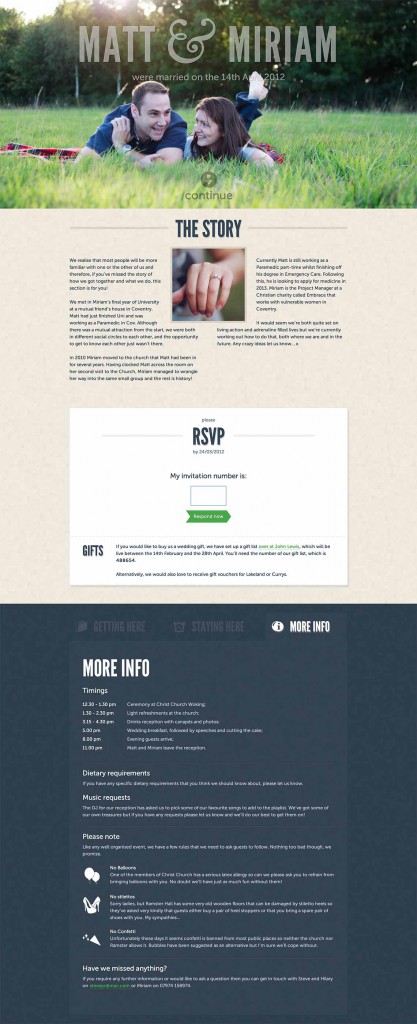 MATT & MIRIAM
were married on the 14th April 2012
continue
THE STORY
We realise that most people will be more
familiar with one or the other of us and
therefore, if you've missed the story of
how we got together and what we do, this
section is for you!
We met in Miriam's first year of University
at a mutual friend's house in Coventry.
Matt had just finished Uni and was
working as a Paramedic in Cov. Although
there was a mutual attraction from the start, we were both
in different social circles to each other, and the opportunity
to get to know each other just wasn't there.
In 2010 Miriam moved to the church that Matt had been in
for several years. Having clocked Matt across the room on
her second visit to the Church, Miriam managed to wrangle
her way into the same small group and the rest is history!
Currently Matt is still working as a
Paramedic part-time whilst finishing off
his degree in Emergency Care. Following
this, he is looking to apply for medicine in
2013. Miriam is the Project Manager at a
Christian charity called Embrace that
works with vulnerable women in
Coventry.
It would seem we're both quite set on
living action and adrenaline filled lives but we're currently
working out how to do that, both where we are and in the
future. Any crazy ideas let us know...
please
RSVP
by 24/03/2012
My invitation number is:
Respond now
GIFTS
If you would like to buy us a wedding gift, we have set up a gift list over at John Lewis, which will be
live between the 14th February and the 28th April. You'll need the number of our gift list, which is
488654.
Alternatively, we would also love to receive gift vouchers for Lakeland or Currys.
GETTING HERE
STAYING HERE
MORE INFO
MORE INFO
Timings
12.30 - 1.30 pm Ceremony at Christ Church Woking;
1.30 - 2.30 pm Light refreshments at the church;
3.15 - 4.30 pm Drinks reception with canapés and photos;
5.00 pm Wedding breakfast, followed by speeches and cutting the cake;
8.00 pm Evening guests arrive;
11.00 pm Matt and Miriam leave the reception.
Dietary requirements
If you have any specific dietary requirements that you think we should know about, please let us know.
Music requests
The DJ for our reception has asked us to pick some of our favourite songs to add to the playlist. We've got some of
our own treasures but if you have any requests please let us know and we'll do our best to get them on!
Please note
Like any well organised event, we have a few rules that we need to ask guests to follow. Nothing too bad though, we
promise.
No Balloons
One of the members of Christ Church has a serious latex allergy so can we please ask you to refrain from
bringing balloons with you. No doubt we'll have just as much fun without them!
No stilettos
Sorry ladies, but Ramster Hall has some very old wooden floors that can be damaged by stiletto heels so
they've asked very kindly that guests either buy a pair of heel stoppers or that you bring a spare pair of
shoes with you. My sympathies...
No Confetti
Unfortunately these days it seems confetti is banned from most public places so neither the church nor
Ramster allows it. Bubbles have been suggested as an alternative but I'm sure we'll cope without.
Have we missed anything?
If you require any further information or would like to ask a question then you can get in touch with Steve and Hilary
on or Miriam on 07974 158974.